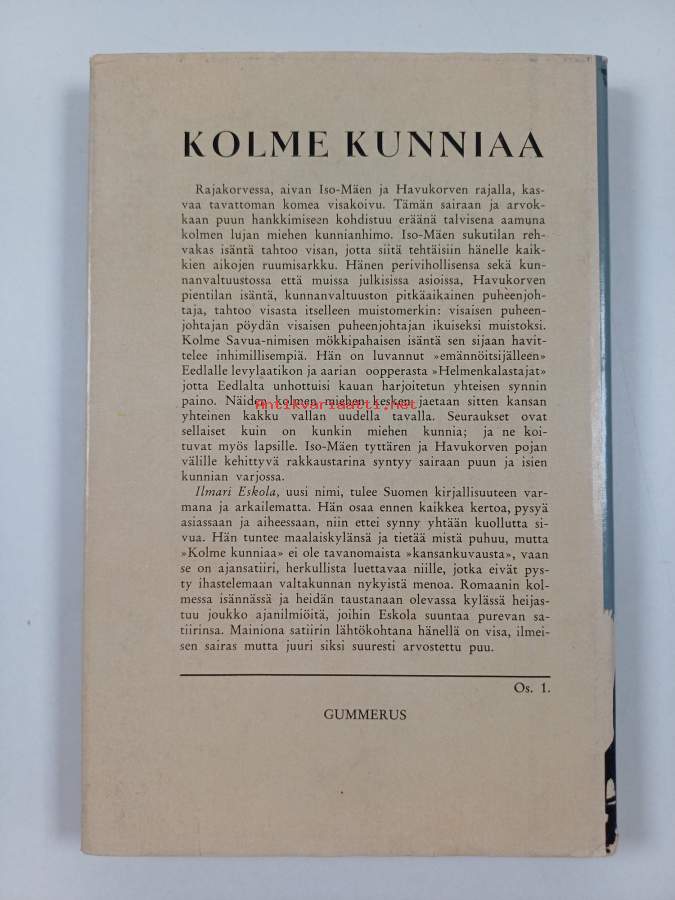 KOLME KUNNIAA
Rajakorvessa, aivan Iso-Mäen ja Havukorven rajalla, kas-
vaa tavattoman komea visakoivu. Tämän sairaan ja arvok-
kaan puun hankkimiseen kohdistuu eräänä talvisena aamuna
kolmen lujan miehen kunnianhimo. Iso-Mäen sukutilan reh-
vakas isäntä tahtoo visan, jotta siitä tehtäisiin hänelle kaik-
kien aikojen ruumisarkku. Hänen perivihollisensa sekä kun-
nanvaltuustossa että muissa julkisissa asioissa, Havukorven
pientilan isäntä, kunnanvaltuuston pitkäaikainen puheenjoh-
taja, tahtoo visasta itselleen muistomerkin: visaisen puheen-
johtajan pöydän visaisen puheenjohtajan ikuiseksi muistoksi.
Kolme Savua-nimisen mökkipahaisen isäntä sen sijaan havit-
telee inhimillisempiä. Hän on luvannut »emännöitsijälleen»
Eedlalle levylaatikon ja aarian oopperasta »Helmenkalastajat»
jotta Eedlalta unhottuisi kauan harjoitetun yhteisen synnin
paino. Näiden kolmen miehen kesken jaetaan sitten kansan
Antikvariaatti.net
yhteinen kakku vallan uudella tavalla. Seuraukset ovat
sellaiset kuin on kunkin miehen kunnia; ja ne koi-
tuvat myös lapsille. Iso-Mäen tyttären ja Havukorven pojan
välille kehittyvä rakkaustarina syntyy sairaan puun ja isien
kunnian varjossa.
Ilmari Eskola, uusi nimi, tulee Suomen kirjallisuuteen var-
mana ja arkailematta. Hän osaa ennen kaikkea kertoa, pysyä
asiassaan ja aiheessaan, niin ettei synny yhtään kuollutta si-
vua. Hän tuntee maalaiskylänsä ja tietää mistä puhuu, mutta
»Kolme kunniaa» ei ole tavanomaista »kansankuvausta», vaan
se on ajansatiiri, herkullista luettavaa niille, jotka eivät pys-
ty ihastelemaan valtakunnan nykyistä menoa. Romaanin kol-
messa isännässä ja heidän taustanaan olevassa kylässä heijas-
tuu joukko ajanilmiöitä, joihin Eskola suuntaa purevan sa-
tiirinsa. Mainiona satiirin lähtökohtana hänellä on visa, ilmei-
sen sairas mutta juuri siksi suuresti arvostettu puu.
Os. 1.
GUMMERUS